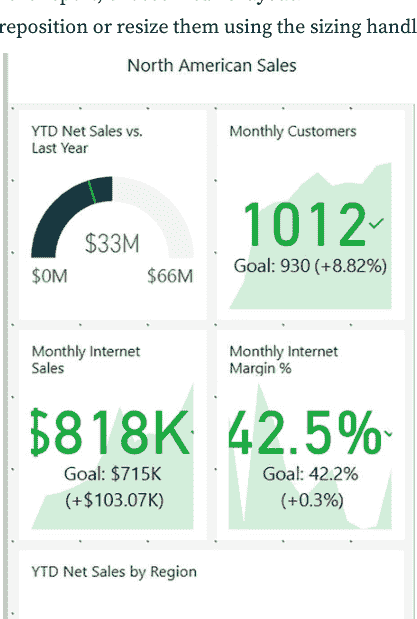 reposition or resize them using the sizing handl
North American Sales
YTD Net Sales vs.
Last Year
$33M
$0M
$66M
Monthly Customers
1012
Goal: 930 (+8.82%)
Monthly Internet
Sales
$818K
Goal: $715K
(+$103.07K)
Monthly Internet
Margin %
42.5%
Goal: 42.2%
(+0.3%)
YTD Net Sales by Region